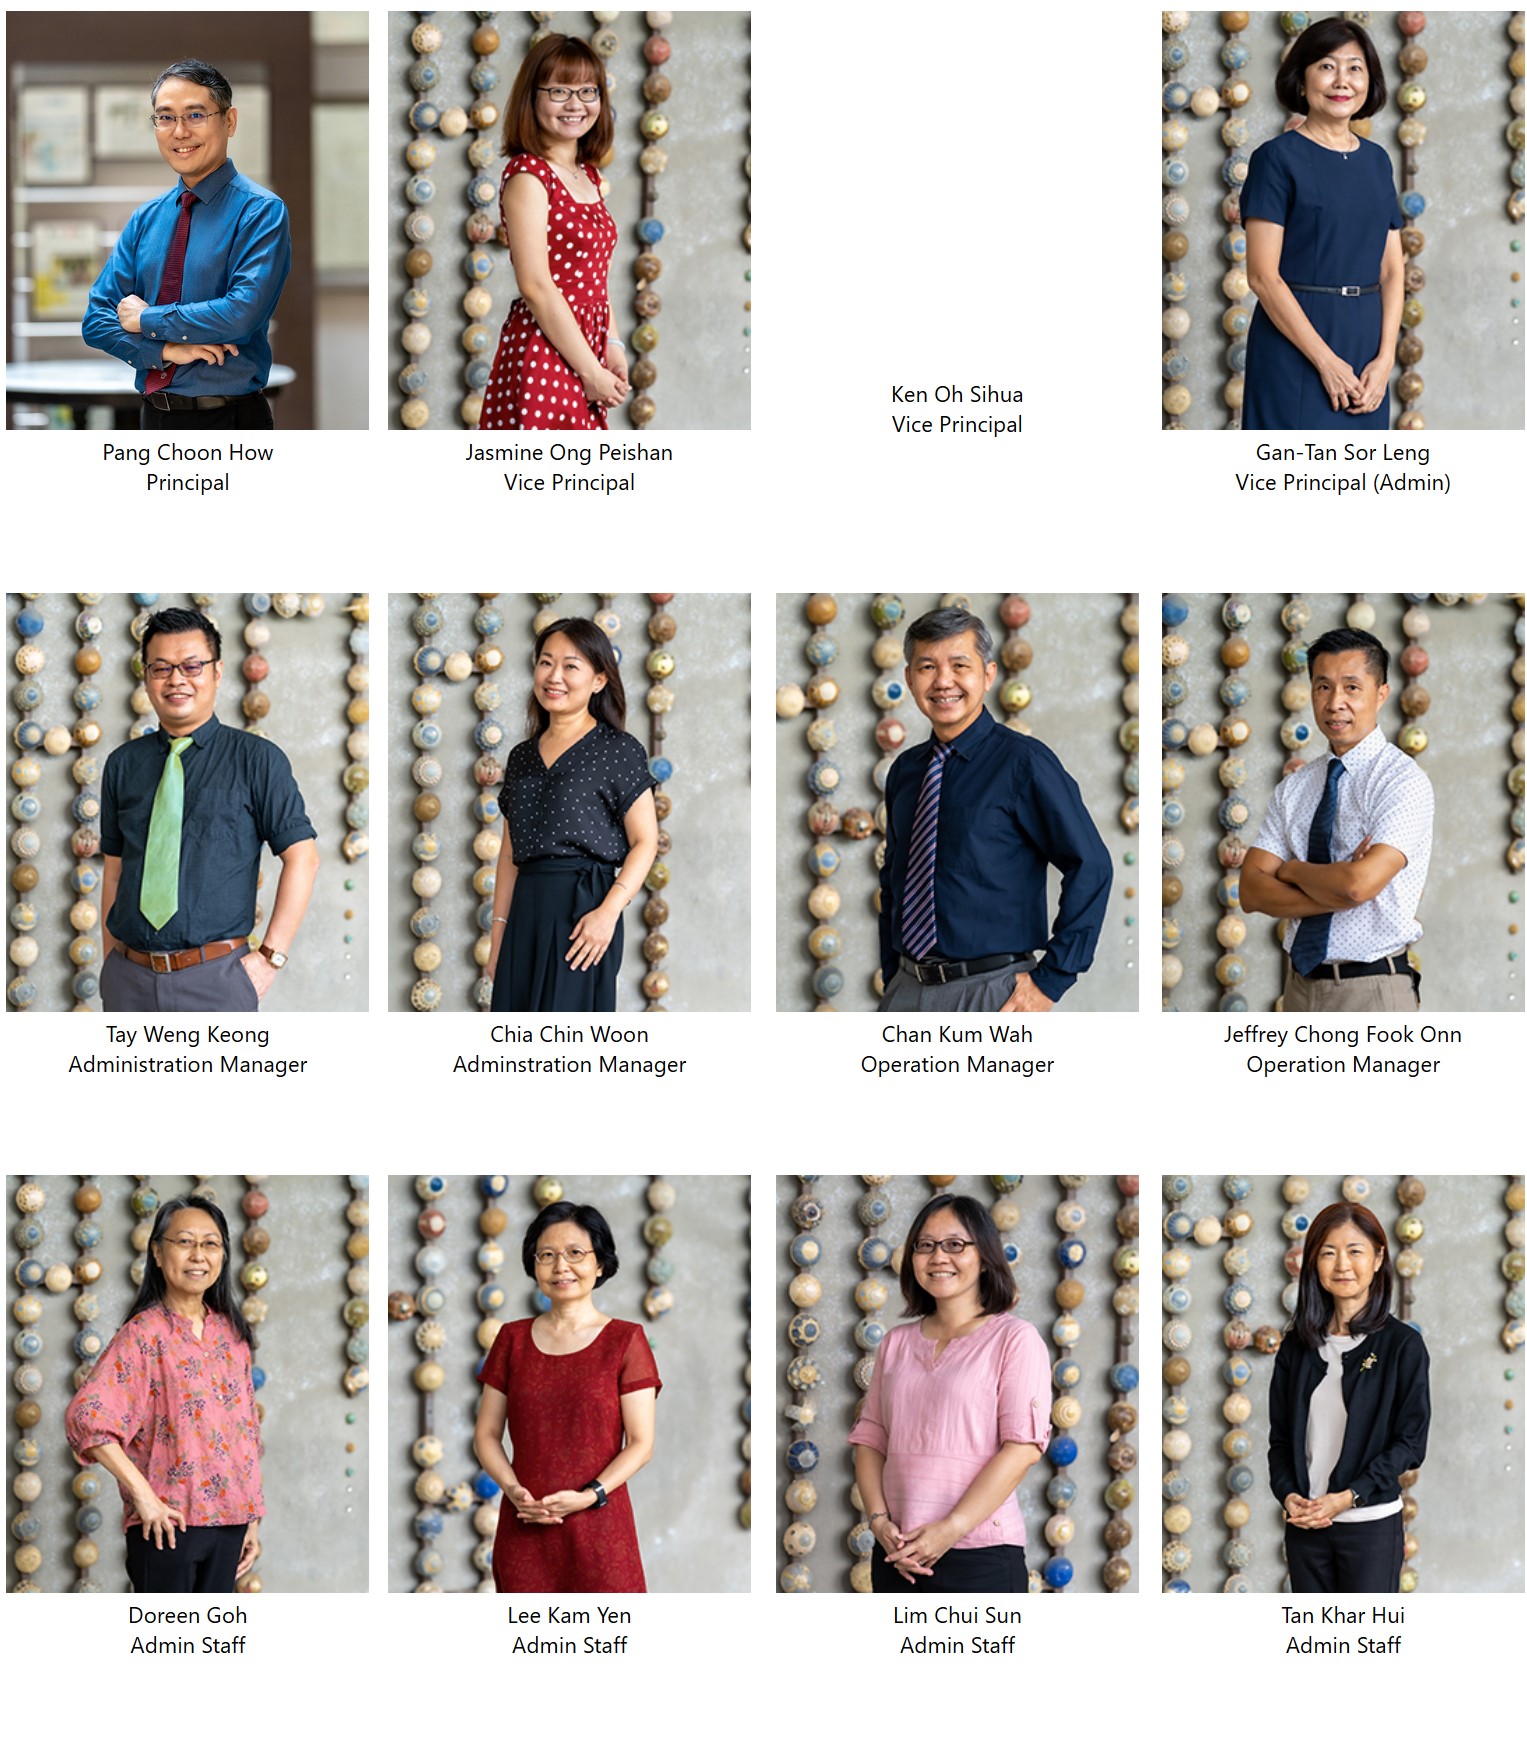 Pang Choon How
Principal
Jasmine Ong Peishan
Vice Principal
Ken Oh Sihua
Vice Principal
Gan-Tan Sor Leng
Vice Principal (Admin)
Tay Weng Keong
Administration Manager
Chia Chin Woon
Adminstration Manager
Chan Kum Wah
Operation Manager
Jeffrey Chong Fook Onn
Operation Manager
Doreen Goh
Admin Staff
Lee Kam Yen
Admin Staff
Lim Chui Sun
Admin Staff
Tan Khar Hui
Admin Staff